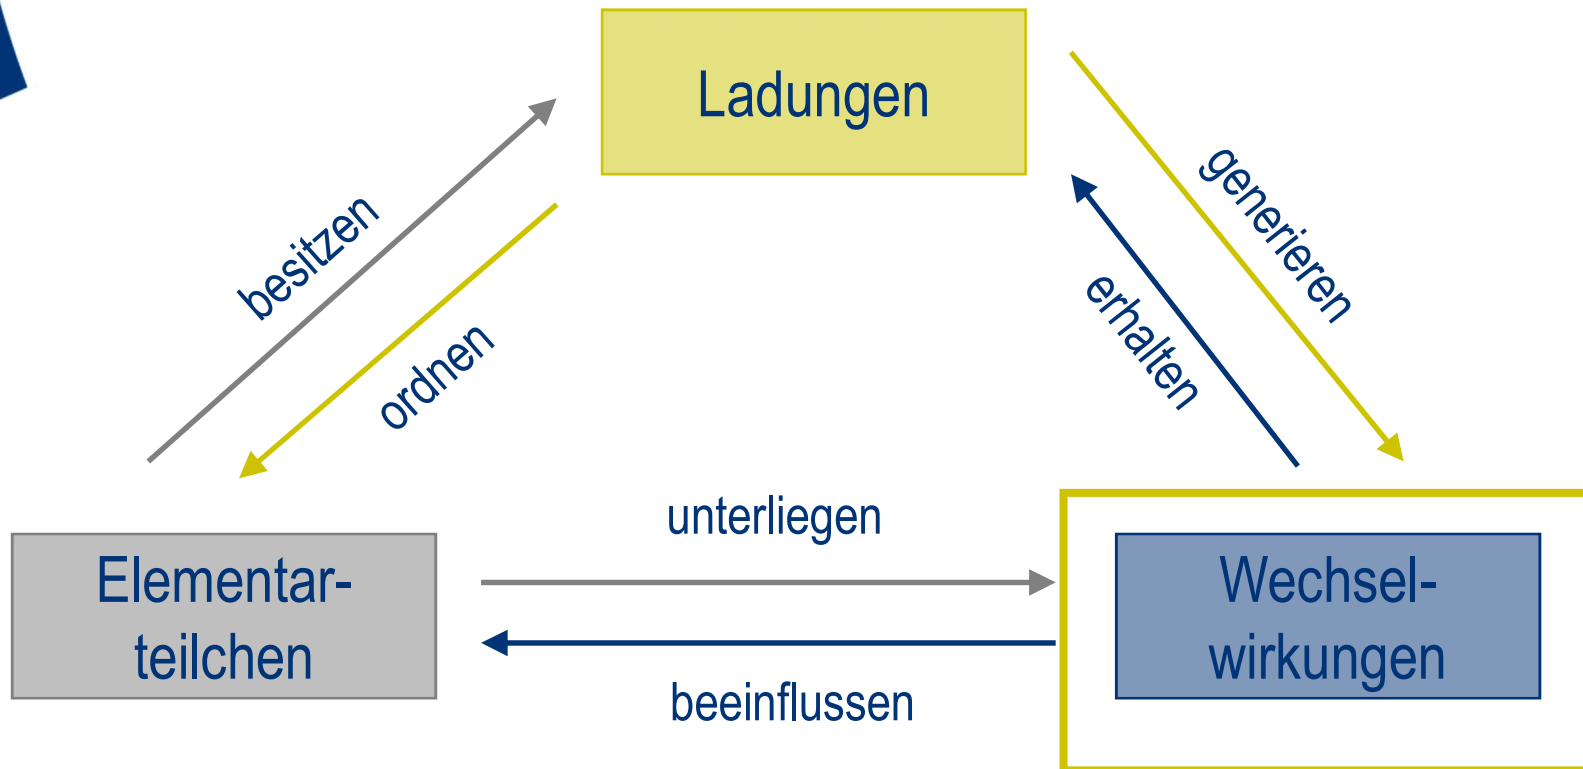 Ladungen
generieren
besitzen
erhalten
ordnen
unterliegen
Elementar-
teilchen
Wechsel-
wirkungen
beeinflussen